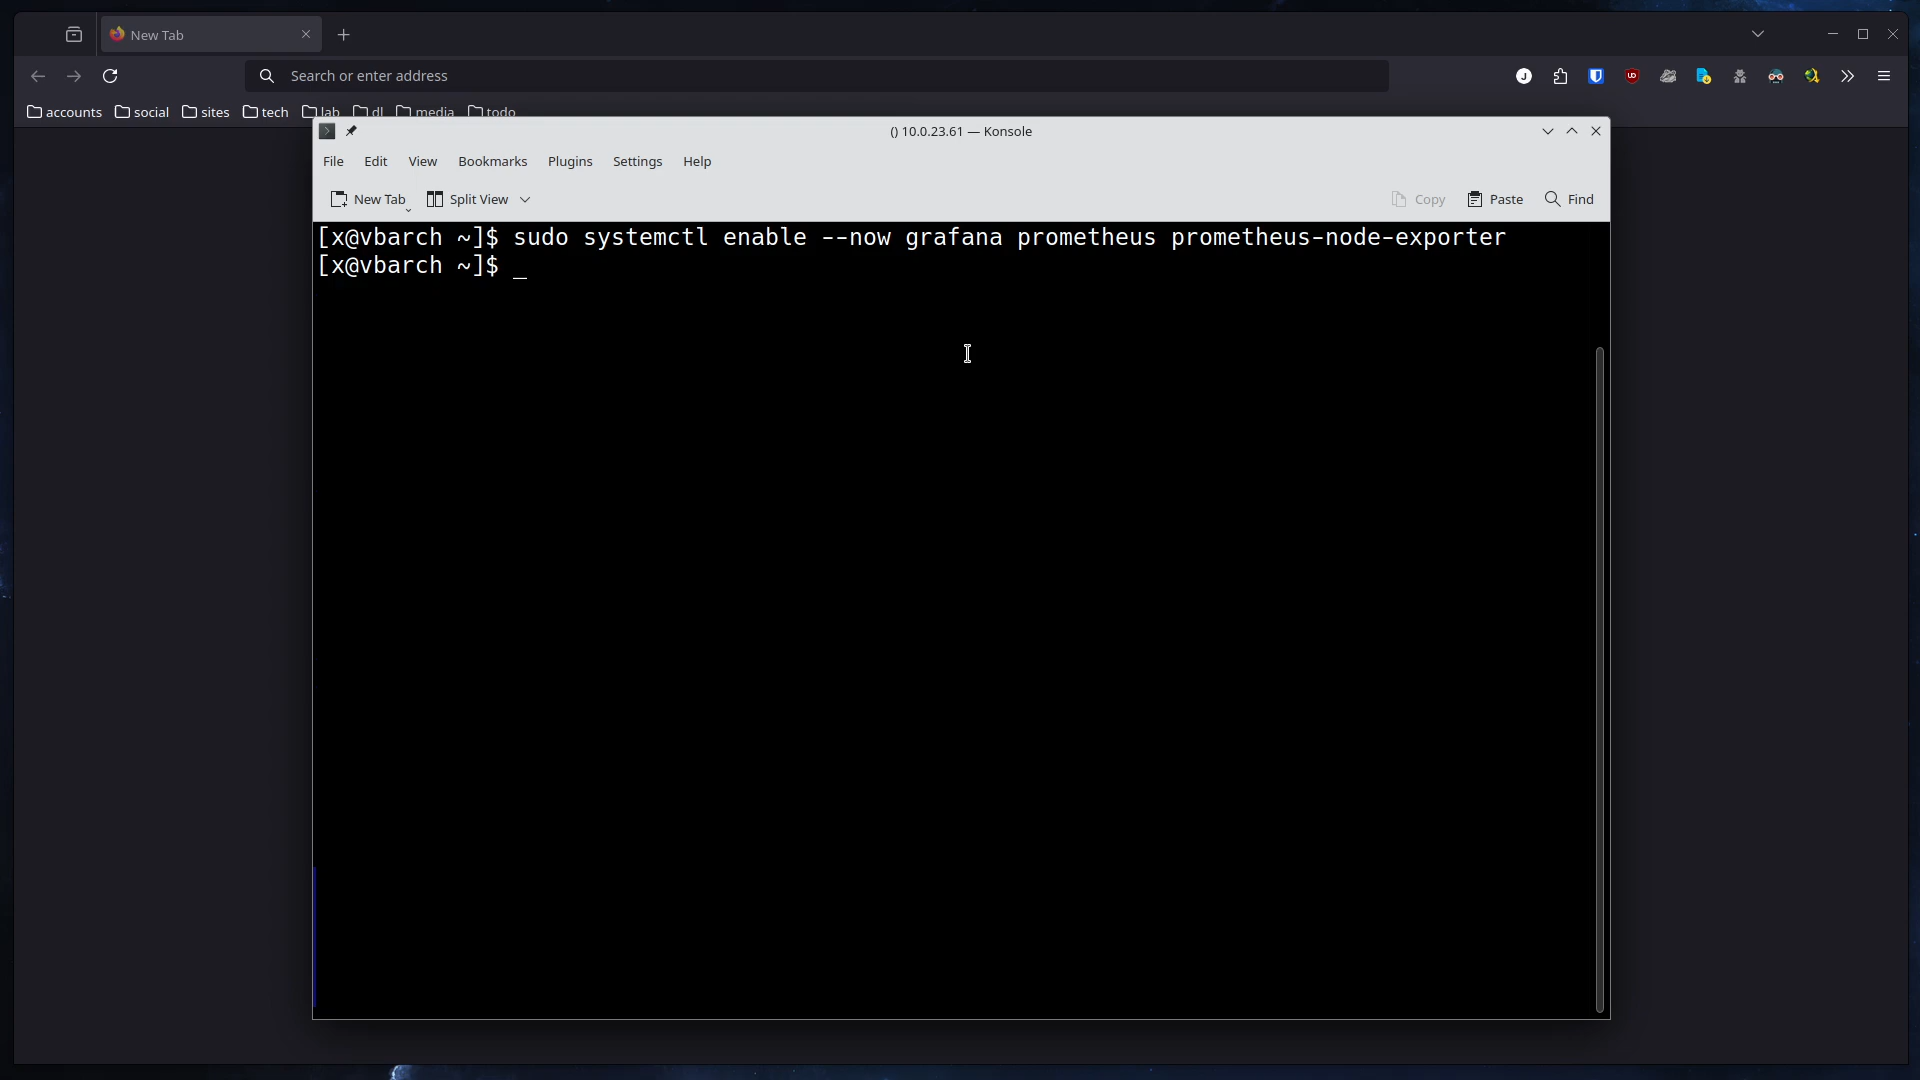 New Tab
Search or enter address
J
accounts social sites tech lab dl media todo
() 10.0.23.61 — Konsole
File Edit View Bookmarks Plugins Settings Help
New Tab Split View Copy Paste Find
[x@vbarch ~]$ sudo systemctl enable --now grafana prometheus prometheus-node-exporter
[x@vbarch ~]$ _